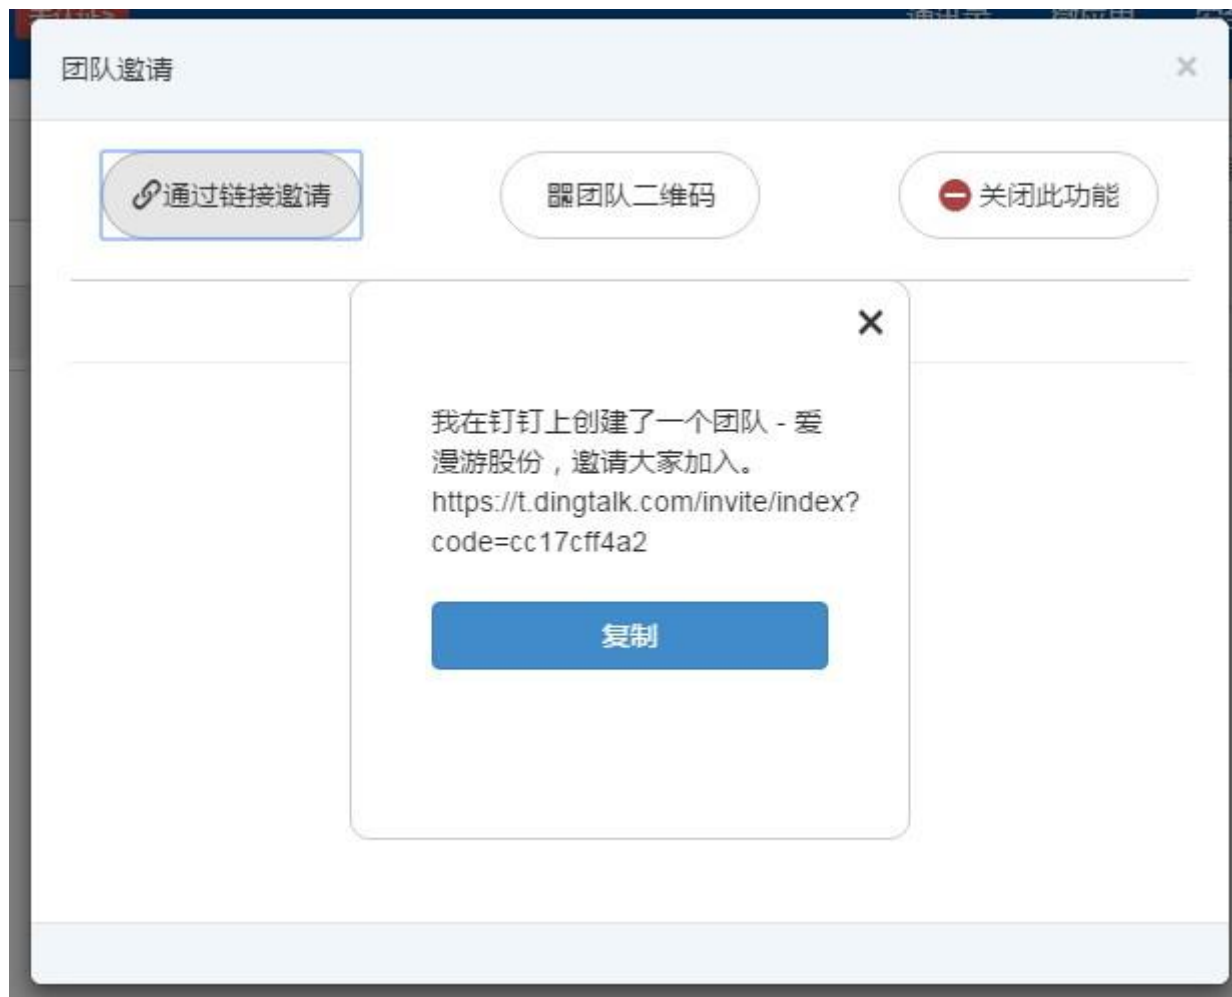 团队邀请
通过链接邀请
团队二维码
关闭此功能
我在钉钉上创建了一个团队 - 爱
漫游股份，邀请大家加入。
https://t.dingtalk.com/invite/index?
code=cc17cff4a2
复制